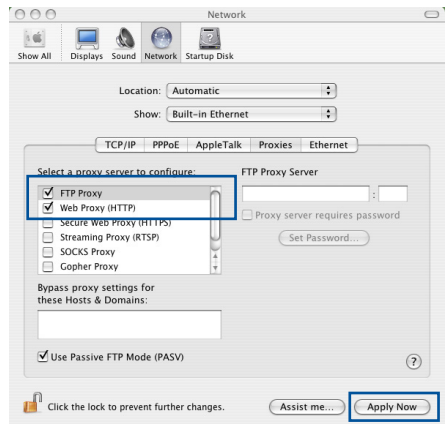 Network
Show All Displays Sound Network Startup Disk
Location: Automatic
Show: Built-in Ethernet
TCP/IP PPPoE AppleTalk Proxies Ethernet
Select a proxy server to configure:
FTP Proxy
Web Proxy (HTTP)
Secure Web Proxy (HTTPS)
Streaming Proxy (RTSP)
SOCKS Proxy
Gopher Proxy
FTP Proxy Server
:
Proxy server requires password
Set Password...
Bypass proxy settings for
these Hosts & Domains:
Use Passive FTP Mode (PASV)
?
Click the lock to prevent further changes.
Assist me...
Apply Now